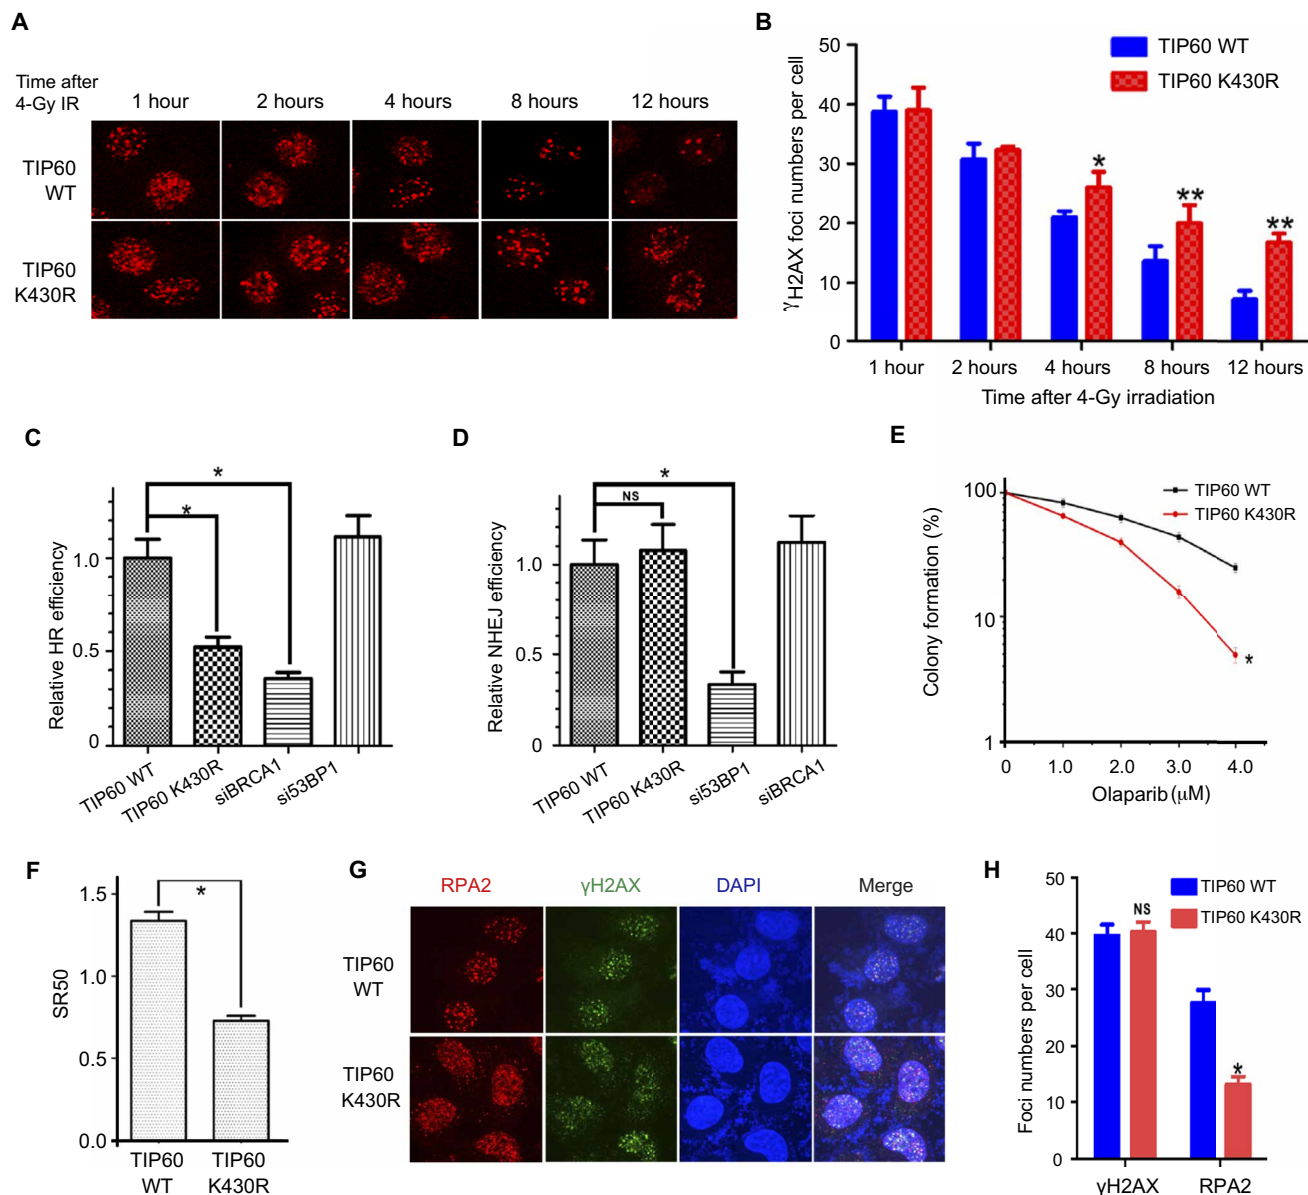 A
Time after
4-Gy IR
1 hour
2 hours
4 hours
8 hours
12 hours
TIP60
WT
TIP60
K430R
B
γH2AX foci numbers per cell
50
40
30
20
10
0
TIP60 WT
TIP60 K430R
*
**
**
1 hour
2 hours
4 hours
8 hours
12 hours
Time after 4-Gy irradiation
C
Relative HR efficiency
1.0
0.5
0
*
*
TIP60 WT
TIP60 K430R
siBRCA1
si53BP1
D
Relative NHEJ efficiency
1.0
0.5
0
*
NS
TIP60 WT
TIP60 K430R
si53BP1
siBRCA1
E
Colony formation (%)
100
10
1
TIP60 WT
TIP60 K430R
*
0
1.0
2.0
3.0
4.0
Olaparib (μM)
F
SR50
1.5
1.0
0.5
0.0
*
TIP60
WT
TIP60
K430R
G
RPA2
γH2AX
DAPI
Merge
TIP60
WT
TIP60
K430R
H
Foci numbers per cell
50
40
30
20
10
0
TIP60 WT
TIP60 K430R
NS
*
γH2AX
RPA2